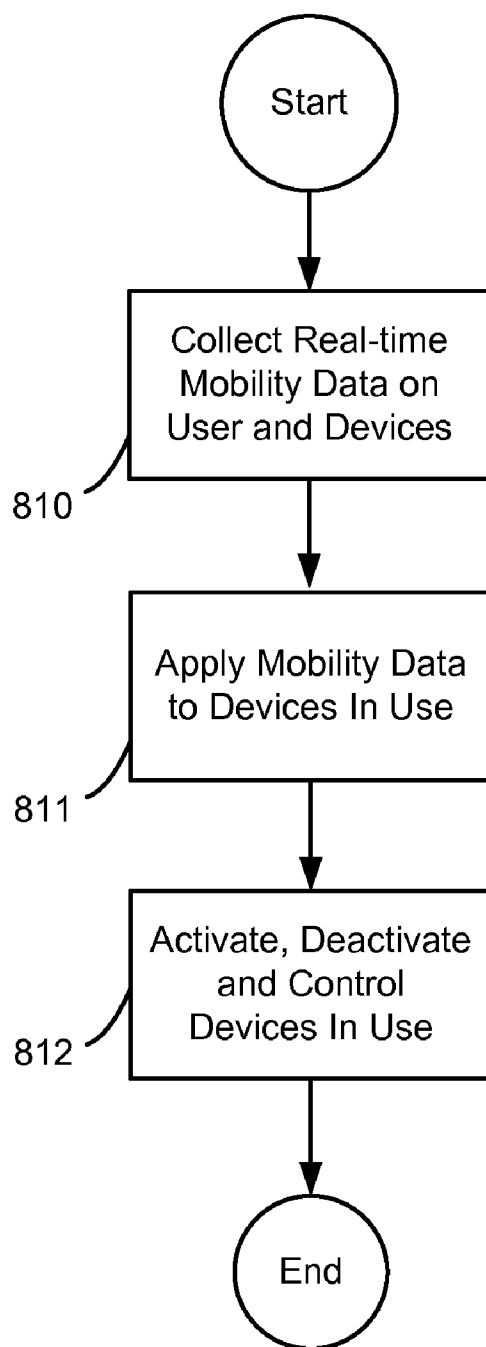 Start
Collect Real-time
Mobility Data on
User and Devices
810
Apply Mobility Data
to Devices In Use
811
Activate, Deactivate
and Control
Devices In Use
812
End